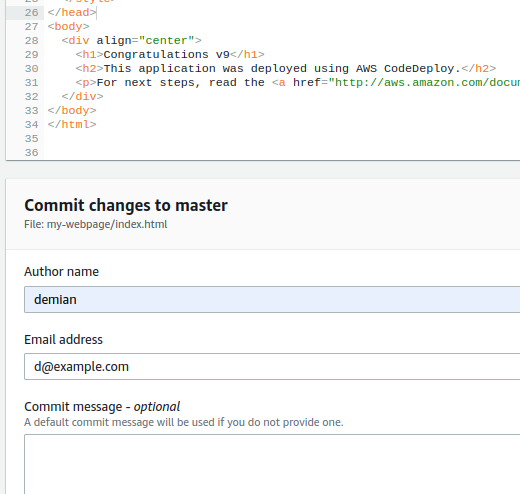 </style>
26 </head>
27 <body>
28 <div align="center">
29 <h1>Congratulations v9</h1>
30 <h2>This application was deployed using AWS CodeDeploy.</h2>
31 <p>For next steps, read the <a href="http://aws.amazon.com/docu
32 </div>
33 </body>
34 </html>
35
36
Commit changes to master
File: my-webpage/index.html
Author name
demian
Email address
d@example.com
Commit message - optional
A default commit message will be used if you do not provide one.